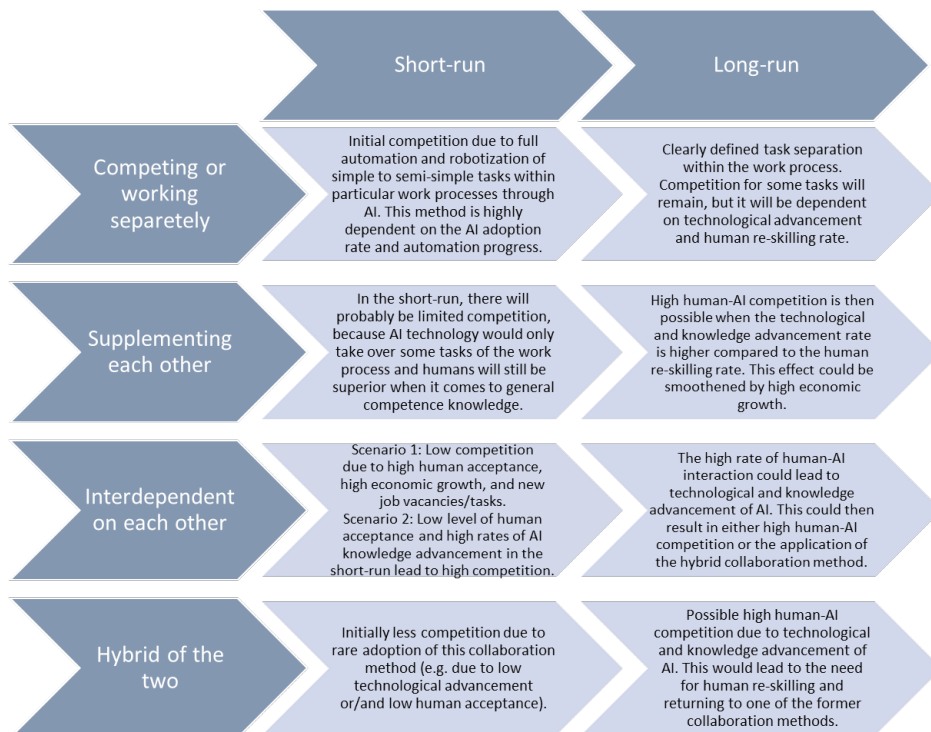 Short-run
Long-run
Competing or
working
separetely
Initial competition due to full
automation and robotization of
simple to semi-simple tasks within
particular work processes through
AI. This method is highly
dependent on the AI adoption
rate and automation progress.
Clearly defined task separation
within the work process.
Competition for some tasks will
remain, but it will be dependent
on technological advancement
and human re-skilling rate.
Supplementing
each other
In the short-run, there will
probably be limited competition,
because AI technology would only
take over some tasks of the work
process and humans will still be
superior when it comes to general
competence knowledge.
High human-AI competition is then
possible when the technological
and knowledge advancement rate
is higher compared to the human
re-skilling rate. This effect could be
smoothened by high economic
growth.
Interdependent
on each other
Scenario 1: Low competition
due to high human acceptance,
high economic growth, and new
job vacancies/tasks.
Scenario 2: Low level of human
acceptance and high rates of AI
knowledge advancement in the
short-run lead to high competition.
The high rate of human-AI
interaction could lead to
technological and knowledge
advancement of AI. This could then
result in either high human-AI
competition or the application of
the hybrid collaboration method.
Hybrid of the
two
Initially less competition due to
rare adoption of this collaboration
method (e.g. due to low
technological advancement
or/and low human acceptance).
Possible high human-AI
competition due to technological
and knowledge advancement of
AI. This would lead to the need
for human re-skilling and
returning to one of the former
collaboration methods.